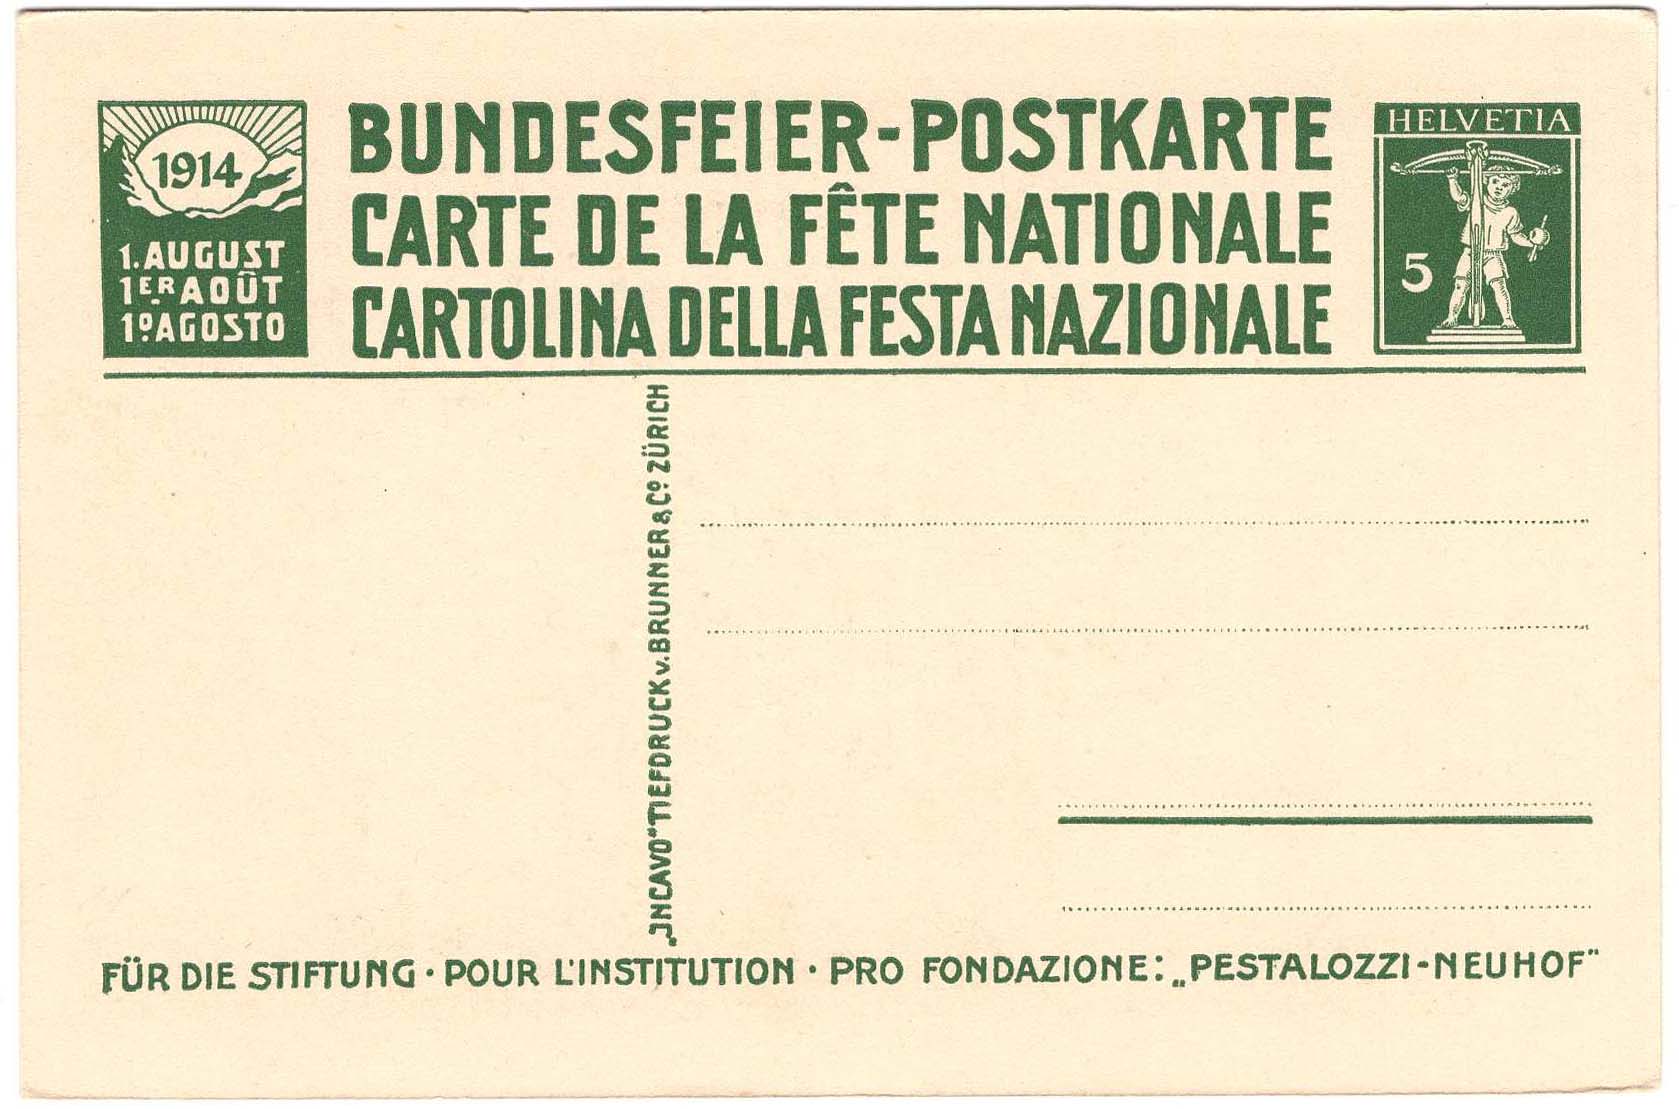 1914
1. AUGUST
1ER AOÛT
1º AGOSTO
BUNDESFEIER-POSTKARTE
CARTE DE LA FÊTE NATIONALE
CARTOLINA DELLA FESTA NAZIONALE
HELVETIA
5
„INCAVO“ TIEFDRUCK v. BRUNNER & Cº. ZÜRICH
FÜR DIE STIFTUNG · POUR L'INSTITUTION · PRO FONDAZIONE: „PESTALOZZI-NEUHOF“